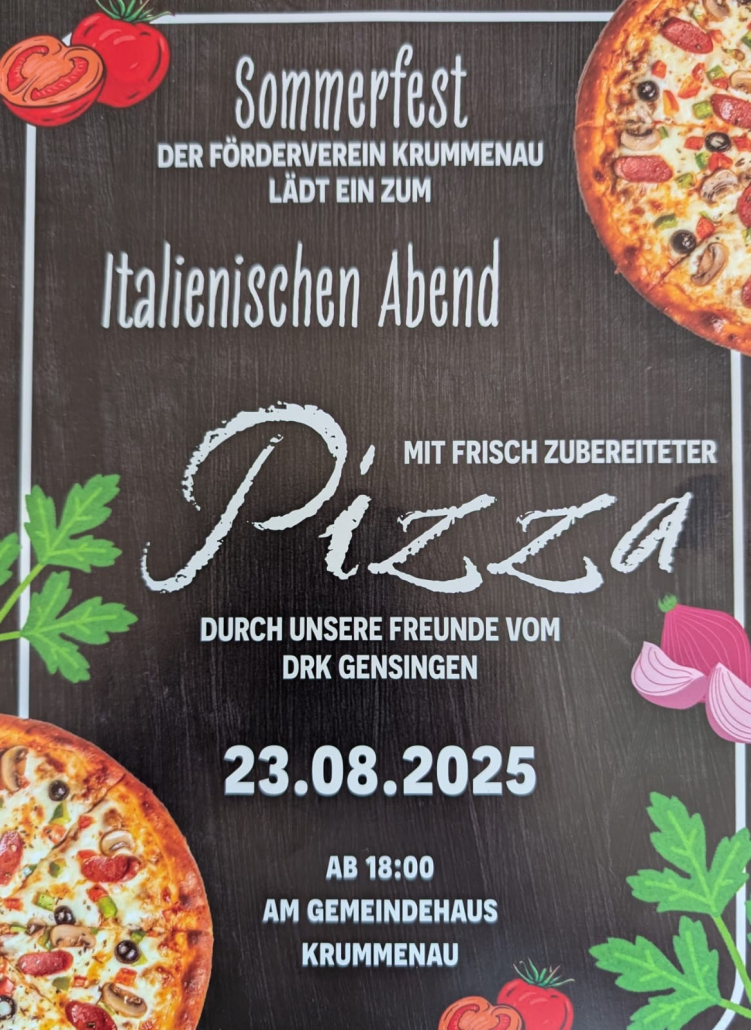 Sommerfest
DER FÖRDERVEREIN KRUMMENAU
LÄDT EIN ZUM
Italienischen Abend
MIT FRISCH ZUBEREITETER
Pizza
DURCH UNSERE FREUNDE VOM
DRK GENSINGEN
23.08.2025
AB 18:00
AM GEMEINDEHAUS
KRUMMENAU